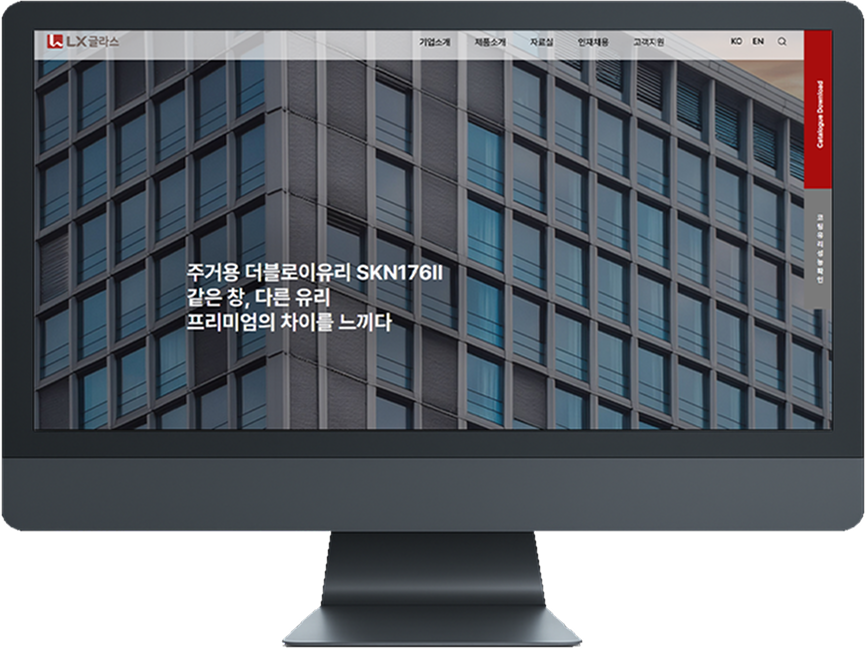 LX글라스
기업소개 제품소개 자료실 인재채용 고객지원 KO EN
Catalogue Download
코팅유리성능확인
주거용 더블로이유리 SKN176II
같은 창, 다른 유리
프리미엄의 차이를 느끼다